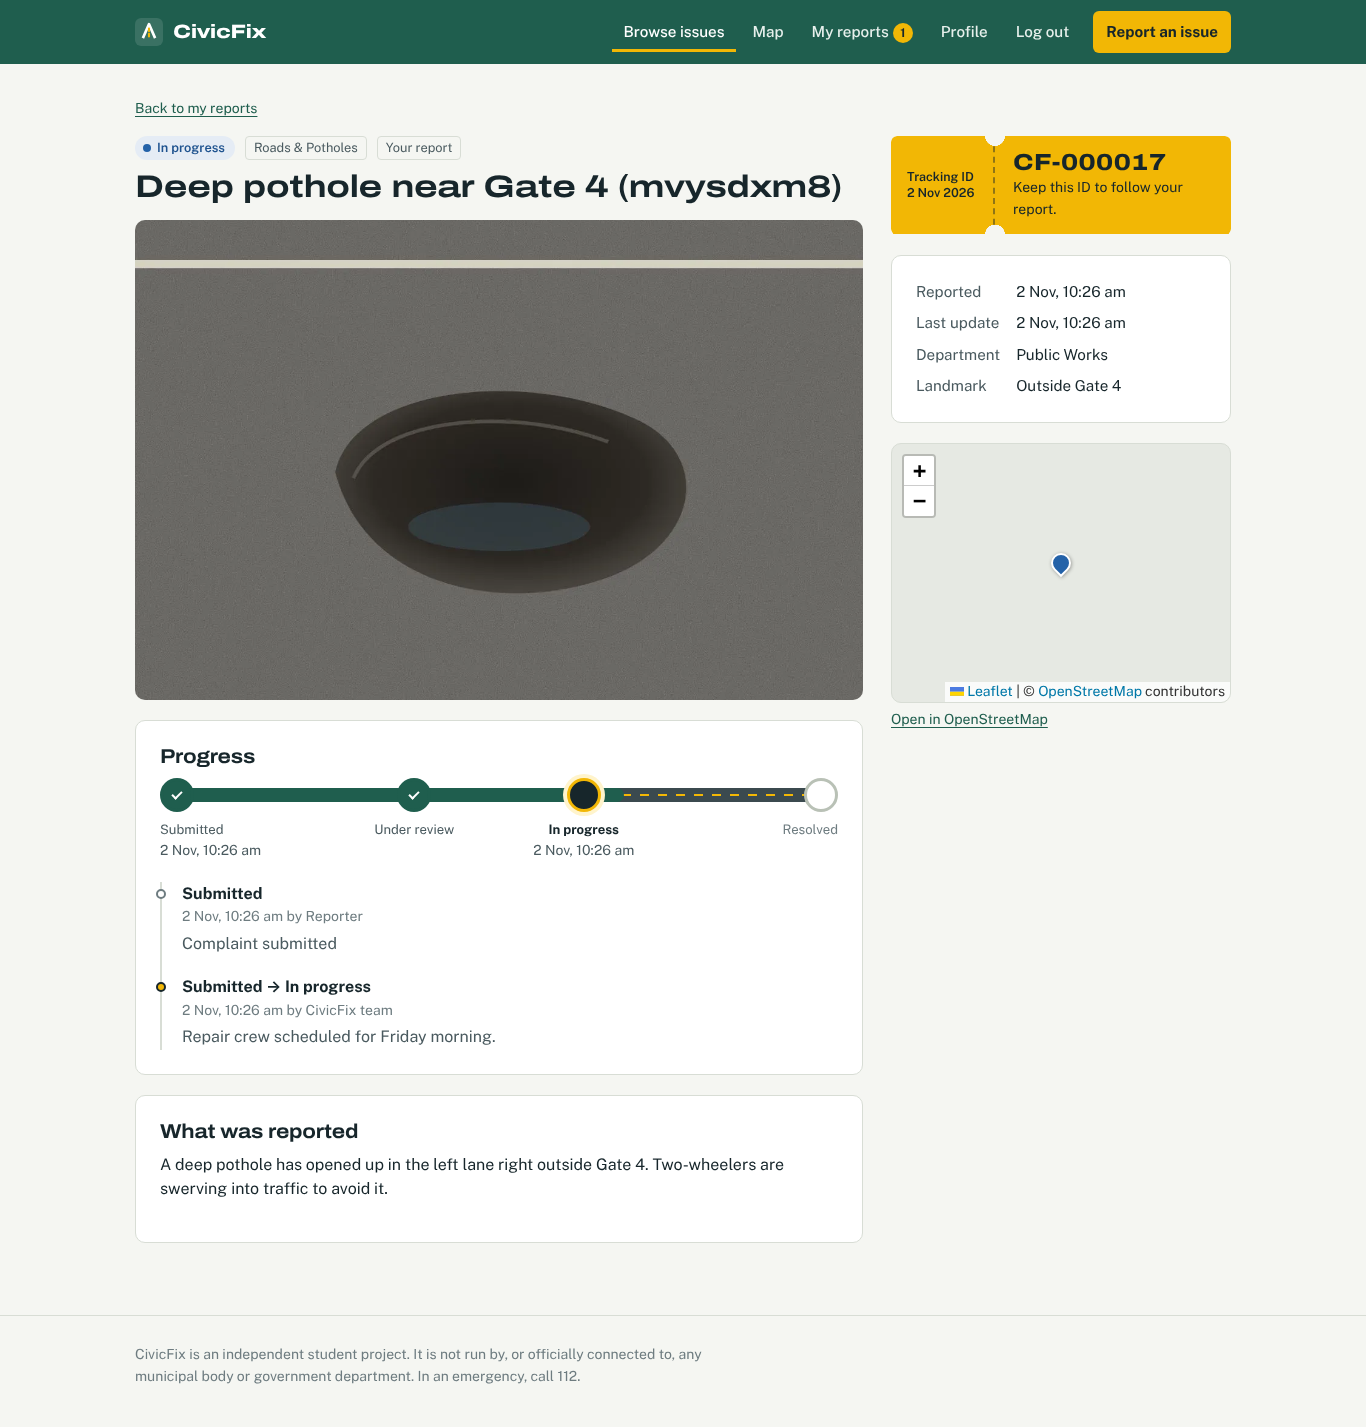 CivicFix
Browse issues
Map
My reports 1
Profile
Log out
Report an issue
Back to my reports
In progress
Roads & Potholes
Your report
Deep pothole near Gate 4 (mvysdxm8)
Tracking ID
2 Nov 2026
CF-000017
Keep this ID to follow your
report.
Reported 2 Nov, 10:26 am
Last update 2 Nov, 10:26 am
Department Public Works
Landmark Outside Gate 4
+
−
Leaflet | © OpenStreetMap contributors
Open in OpenStreetMap
Progress
Submitted
2 Nov, 10:26 am
Under review
In progress
2 Nov, 10:26 am
Resolved
Submitted
2 Nov, 10:26 am by Reporter
Complaint submitted
Submitted → In progress
2 Nov, 10:26 am by CivicFix team
Repair crew scheduled for Friday morning.
What was reported
A deep pothole has opened up in the left lane right outside Gate 4. Two-wheelers are
swerving into traffic to avoid it.
CivicFix is an independent student project. It is not run by, or officially connected to, any
municipal body or government department. In an emergency, call 112.